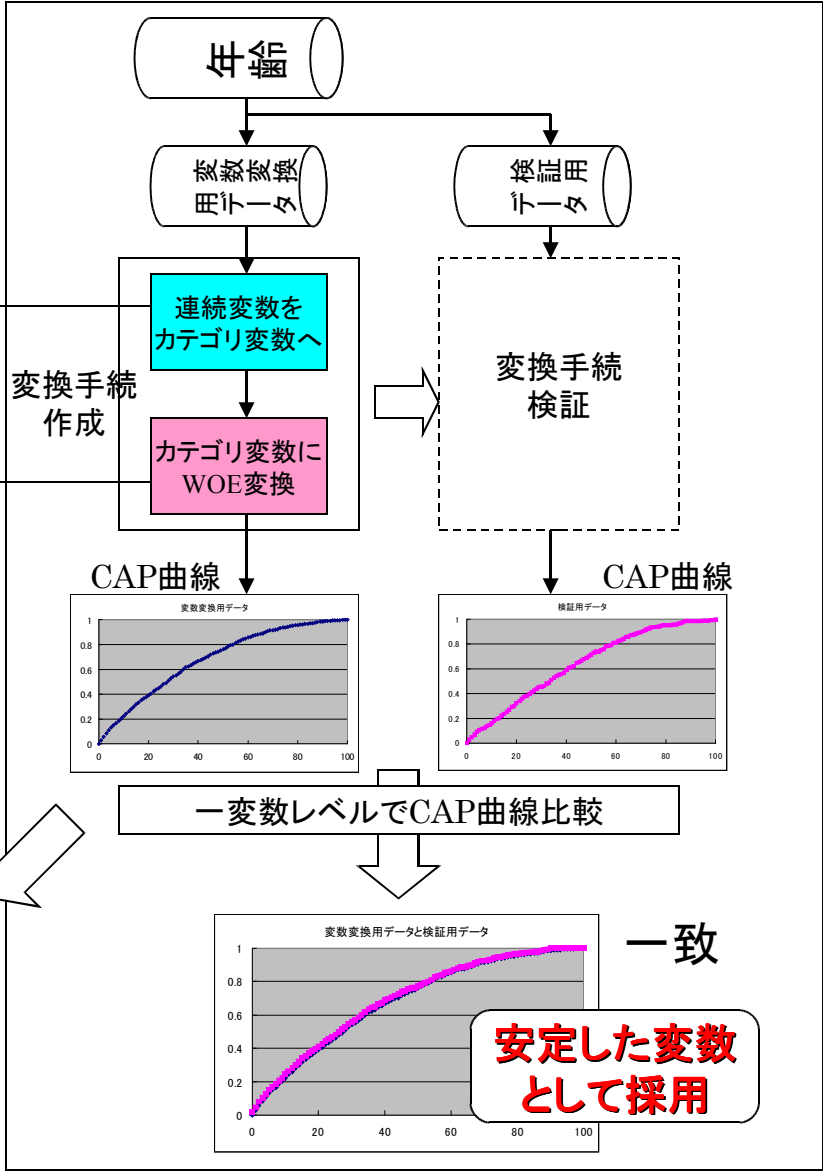 年齢
変数変換
用データ
検証用
データ
連続変数を
カテゴリ変数へ
変換手続
作成
カテゴリ変数に
WOE変換
変換手続
検証
CAP曲線
CAP曲線
変数変換用データ
1
0.8
0.6
0.4
0.2
0
0 20 40 60 80 100
検証用データ
1
0.8
0.6
0.4
0.2
0
0 20 40 60 80 100
一変数レベルでCAP曲線比較
変数変換用データと検証用データ
1
0.8
0.6
0.4
0.2
0
0 20 40 60 80 100
一致
安定した変数
として採用